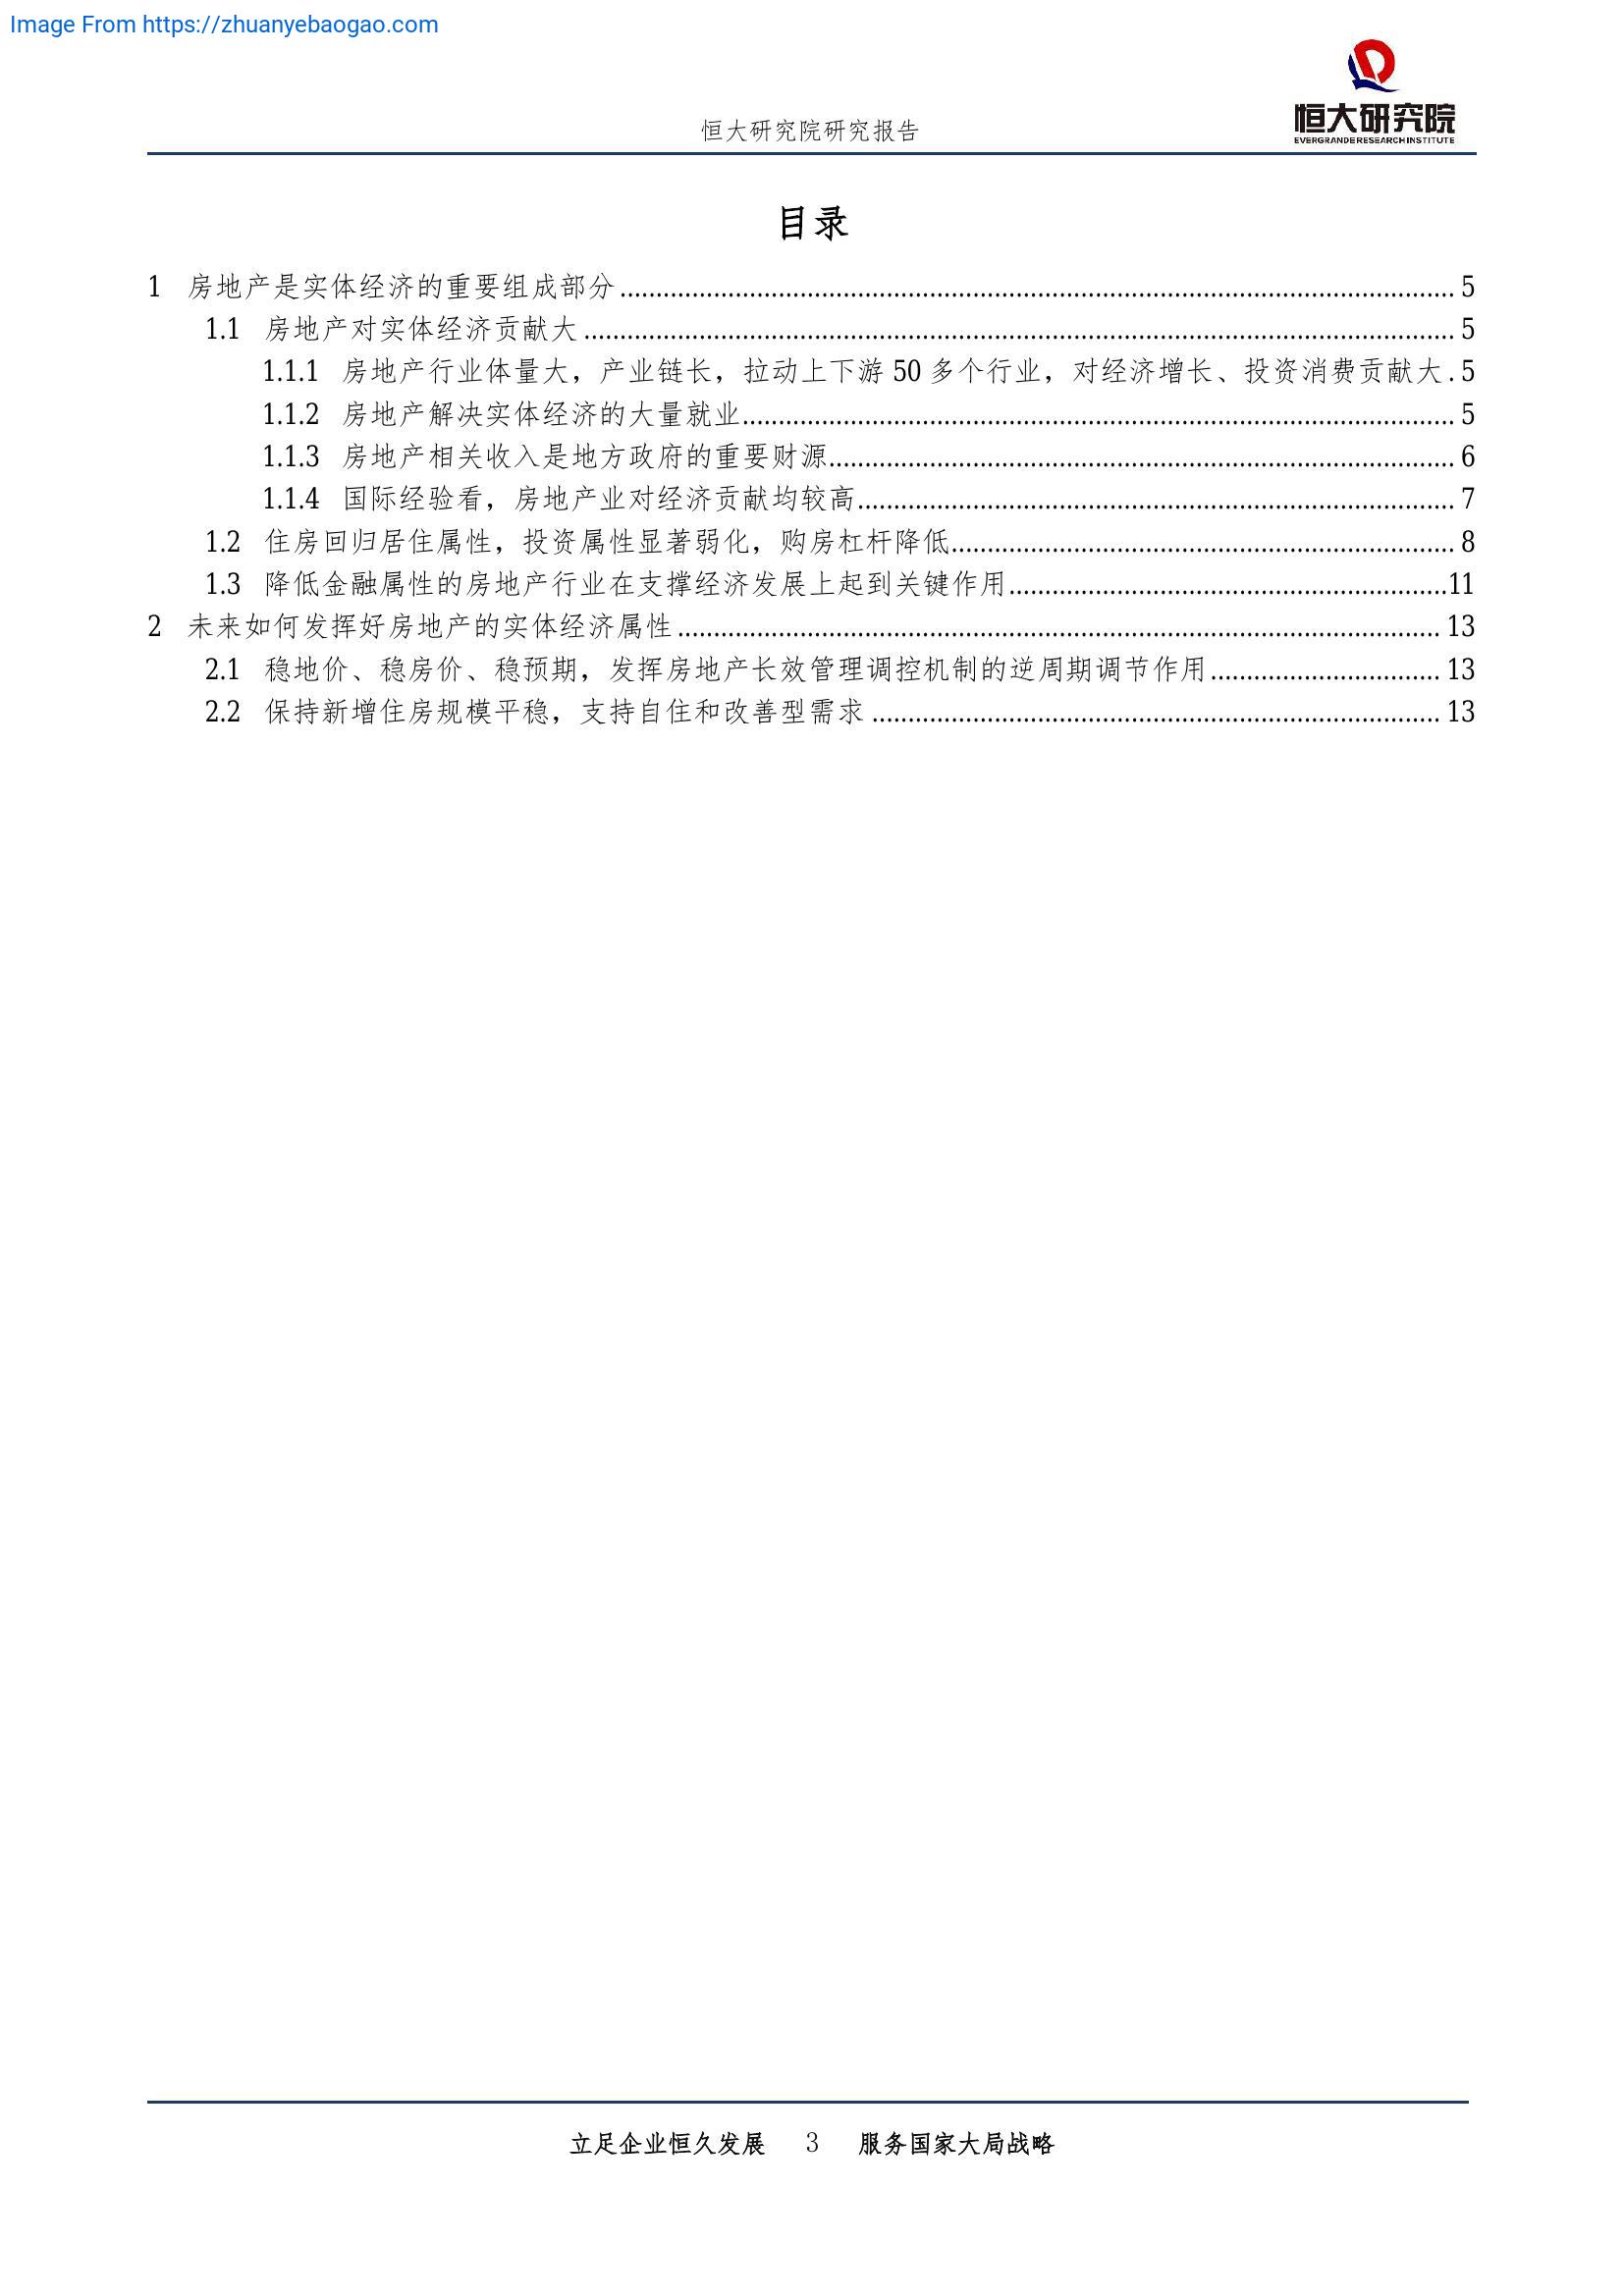 Image From https://zhuanyebaogao.com
恒大研究院
EVERGRANDE RESEARCH INSTITUTE
恒大研究院研究报告
目录
1 房地产是实体经济的重要组成部分........................................ 5
1.1 房地产对实体经济贡献大........................................ 5
1.1.1 房地产行业体量大，产业链长，拉动上下游 50 多个行业，对经济增长、投资消费贡献大. 5
1.1.2 房地产解决实体经济的大量就业........................................ 5
1.1.3 房地产相关收入是地方政府的重要财源........................................ 6
1.1.4 国际经验看，房地产业对经济贡献均较高........................................ 7
1.2 住房回归居住属性，投资属性显著弱化，购房杠杆降低........................................ 8
1.3 降低金融属性的房地产行业在支撑经济发展上起到关键作用........................................11
2 未来如何发挥好房地产的实体经济属性........................................ 13
2.1 稳地价、稳房价、稳预期，发挥房地产长效管理调控机制的逆周期调节作用................................ 13
2.2 保持新增住房规模平稳，支持自住和改善型需求........................................ 13
立足企业恒久发展 3 服务国家大局战略